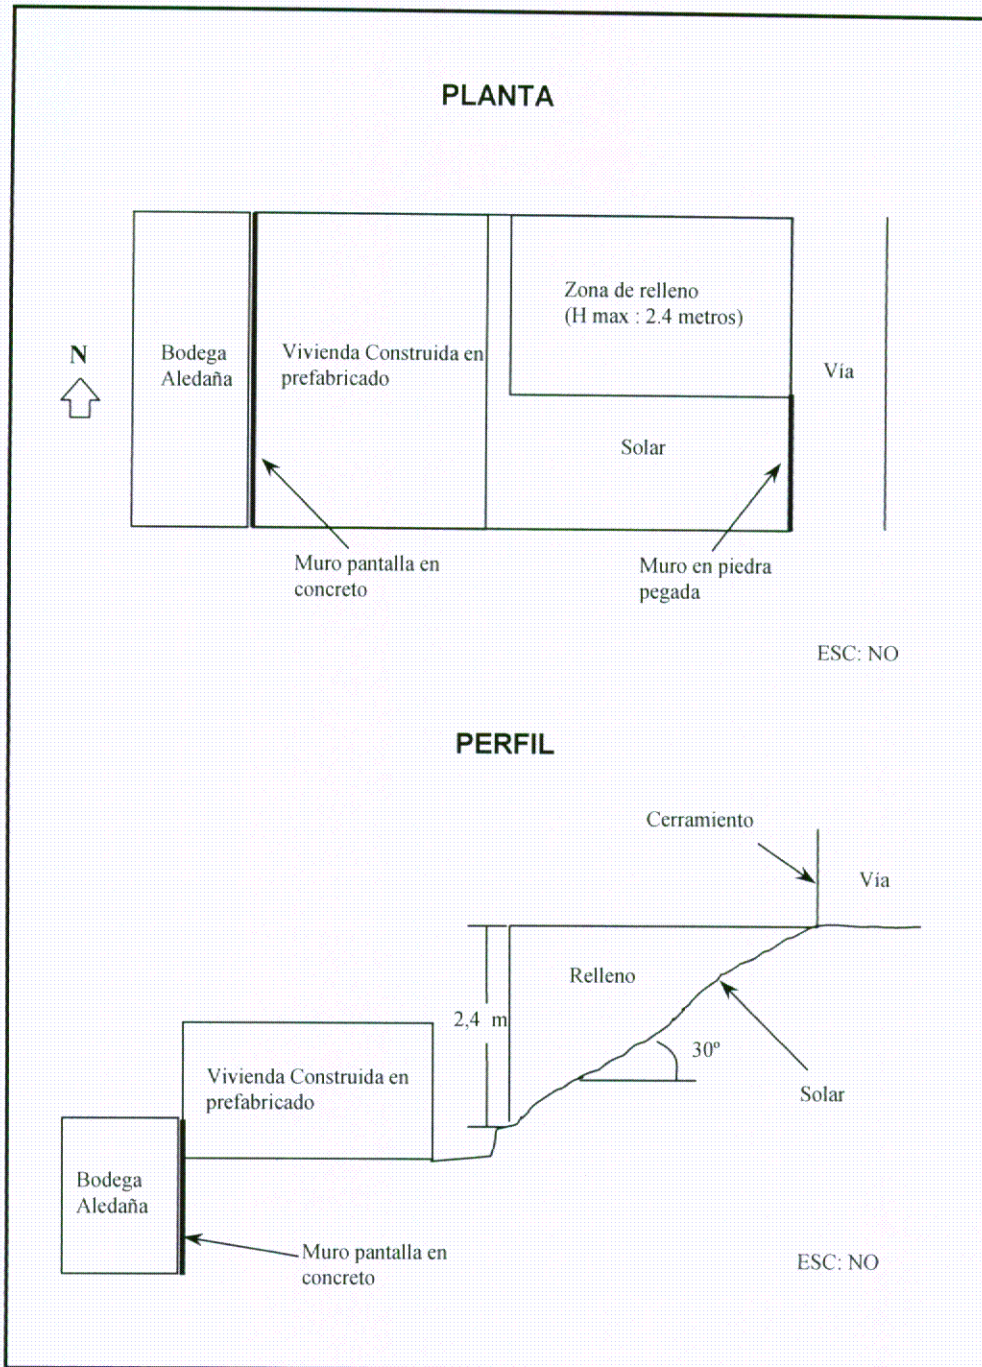 PLANTA
Zona de relleno
(H max : 2.4 metros)
N
Bodega
Aledaña
Vivienda Construida en
prefabricado
Vía
Solar
Muro pantalla en
concreto
Muro en piedra
pegada
ESC: NO
PERFIL
Cerramiento
Vía
Relleno
2,4 m
30º
Vivienda Construida en
prefabricado
Solar
Bodega
Aledaña
Muro pantalla en
concreto
ESC: NO